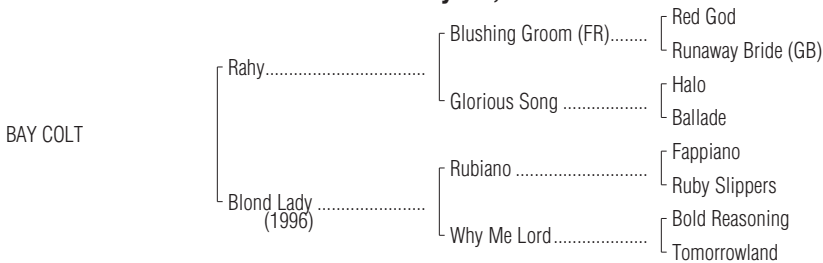 Red God
Blushing Groom (FR)........
Runaway Bride (GB)
Rahy................................
Halo
Glorious Song ..................
Ballade
BAY COLT
Fappiano
Rubiano ............................
Ruby Slippers
Blond Lady ......................
(1996)
Bold Reasoning
Why Me Lord....................
Tomorrowland